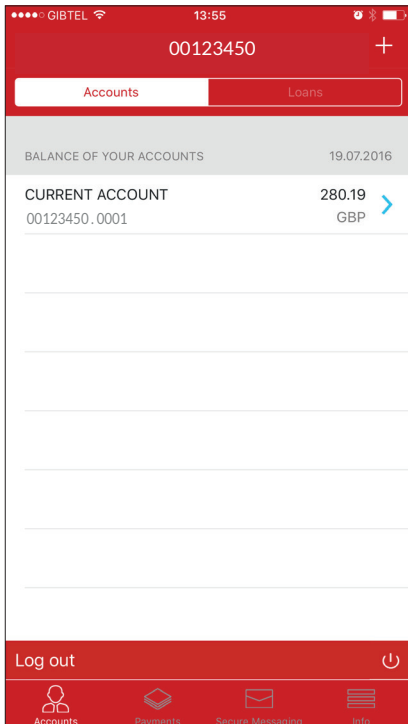 GIBTEL 13:55
00123450 +
Accounts Loans
BALANCE OF YOUR ACCOUNTS 19.07.2016
CURRENT ACCOUNT 280.19
00123450.0001 GBP
Log out
Accounts Payments Secure Messaging Info